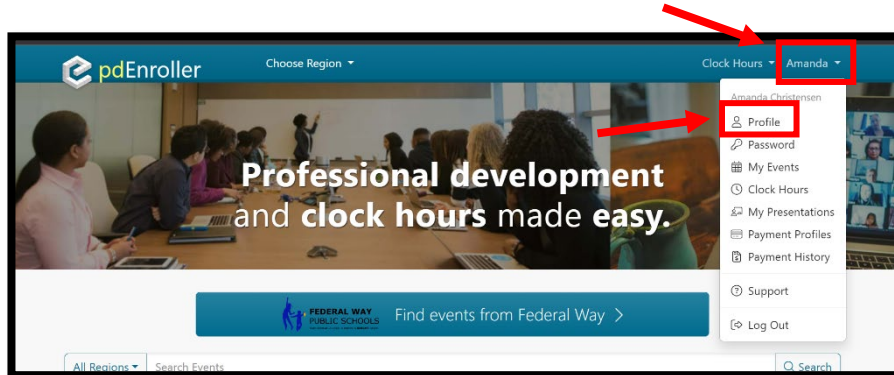 pdEnroller
Choose Region
Clock Hours
Amanda
Amanda Christensen
Profile
Password
My Events
Clock Hours
My Presentations
Payment Profiles
Payment History
Support
Log Out
Professional development
and clock hours made easy.
FEDERAL WAY
PUBLIC SCHOOLS
Find events from Federal Way >
All Regions
Search Events
Search